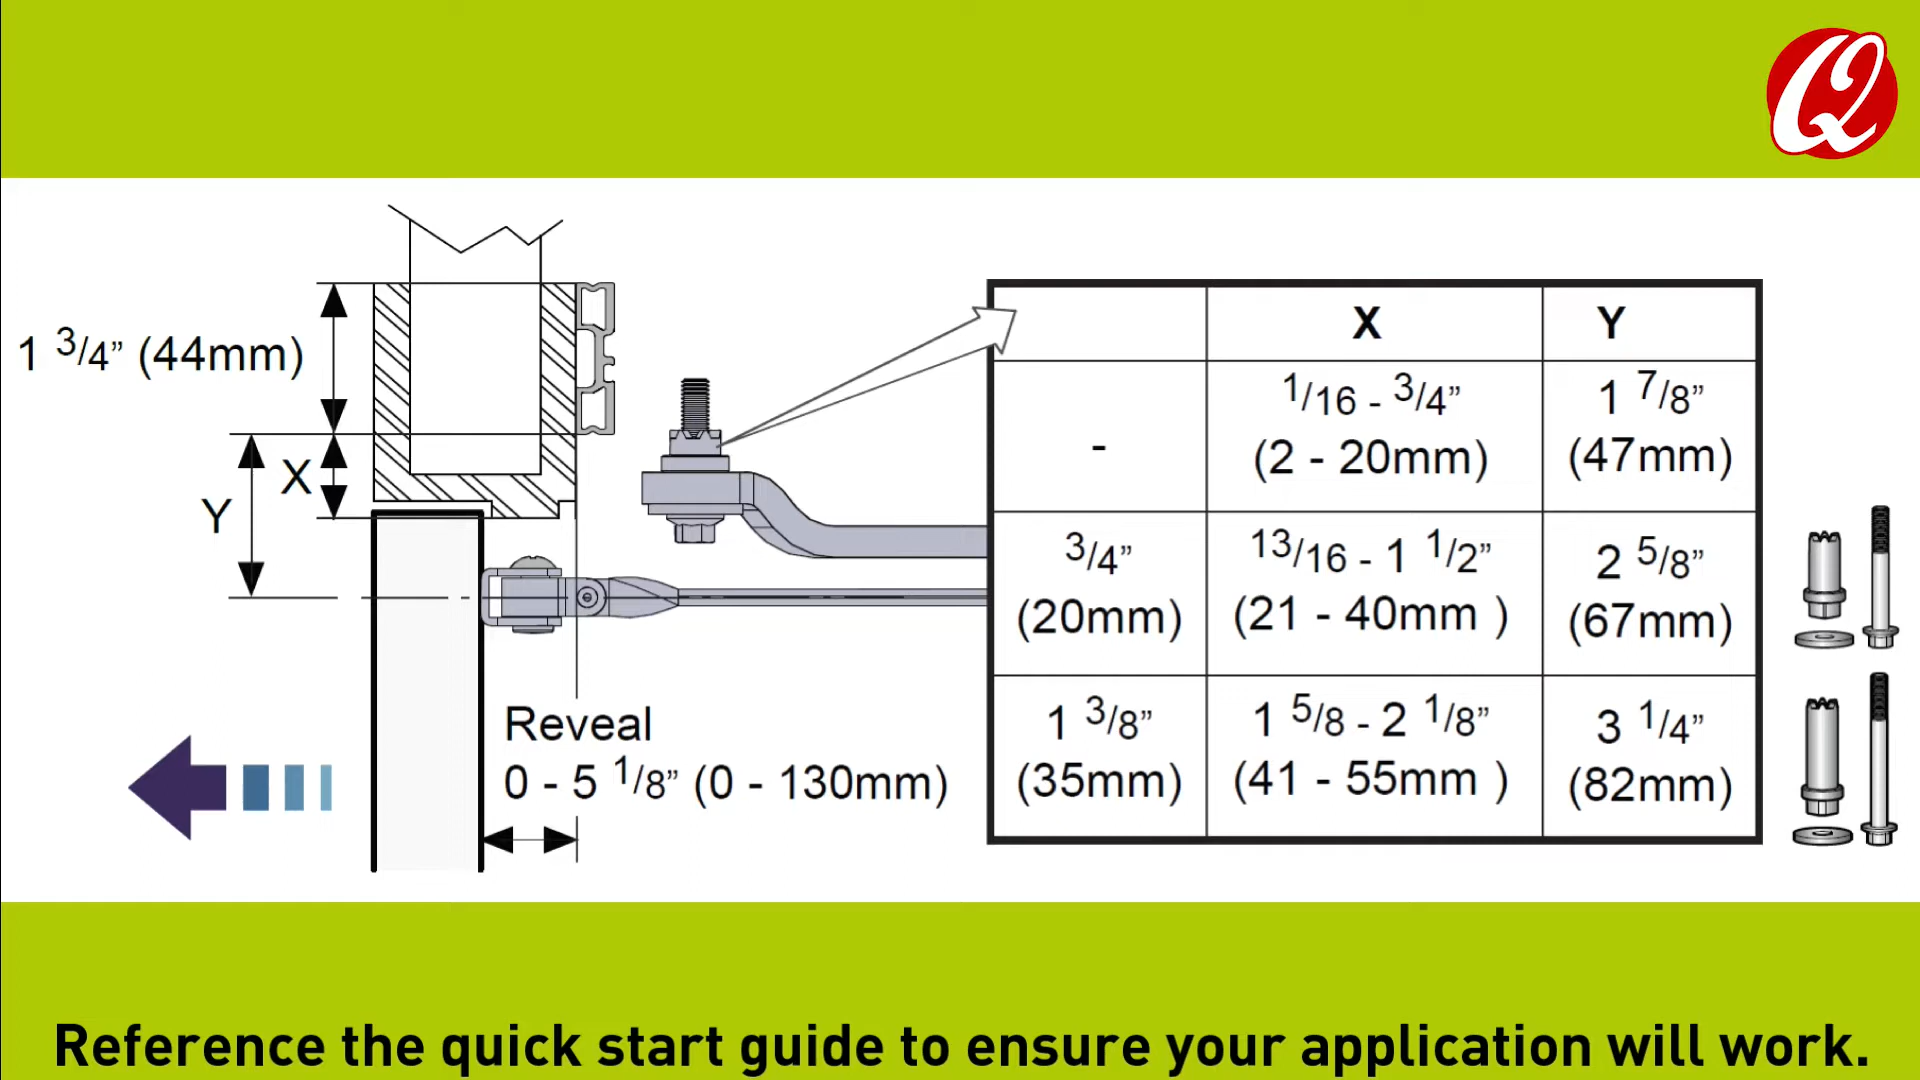 Q
1 3/4” (44mm)
X
Y
Reveal
0 - 5 1/8” (0 - 130mm)
X Y
- 1/16 - 3/4” 1 7/8”
(2 - 20mm) (47mm)
3/4” 13/16 - 1 1/2” 2 5/8”
(20mm) (21 - 40mm ) (67mm)
1 3/8” 1 5/8 - 2 1/8” 3 1/4”
(35mm) (41 - 55mm ) (82mm)
Reference the quick start guide to ensure your application will work.